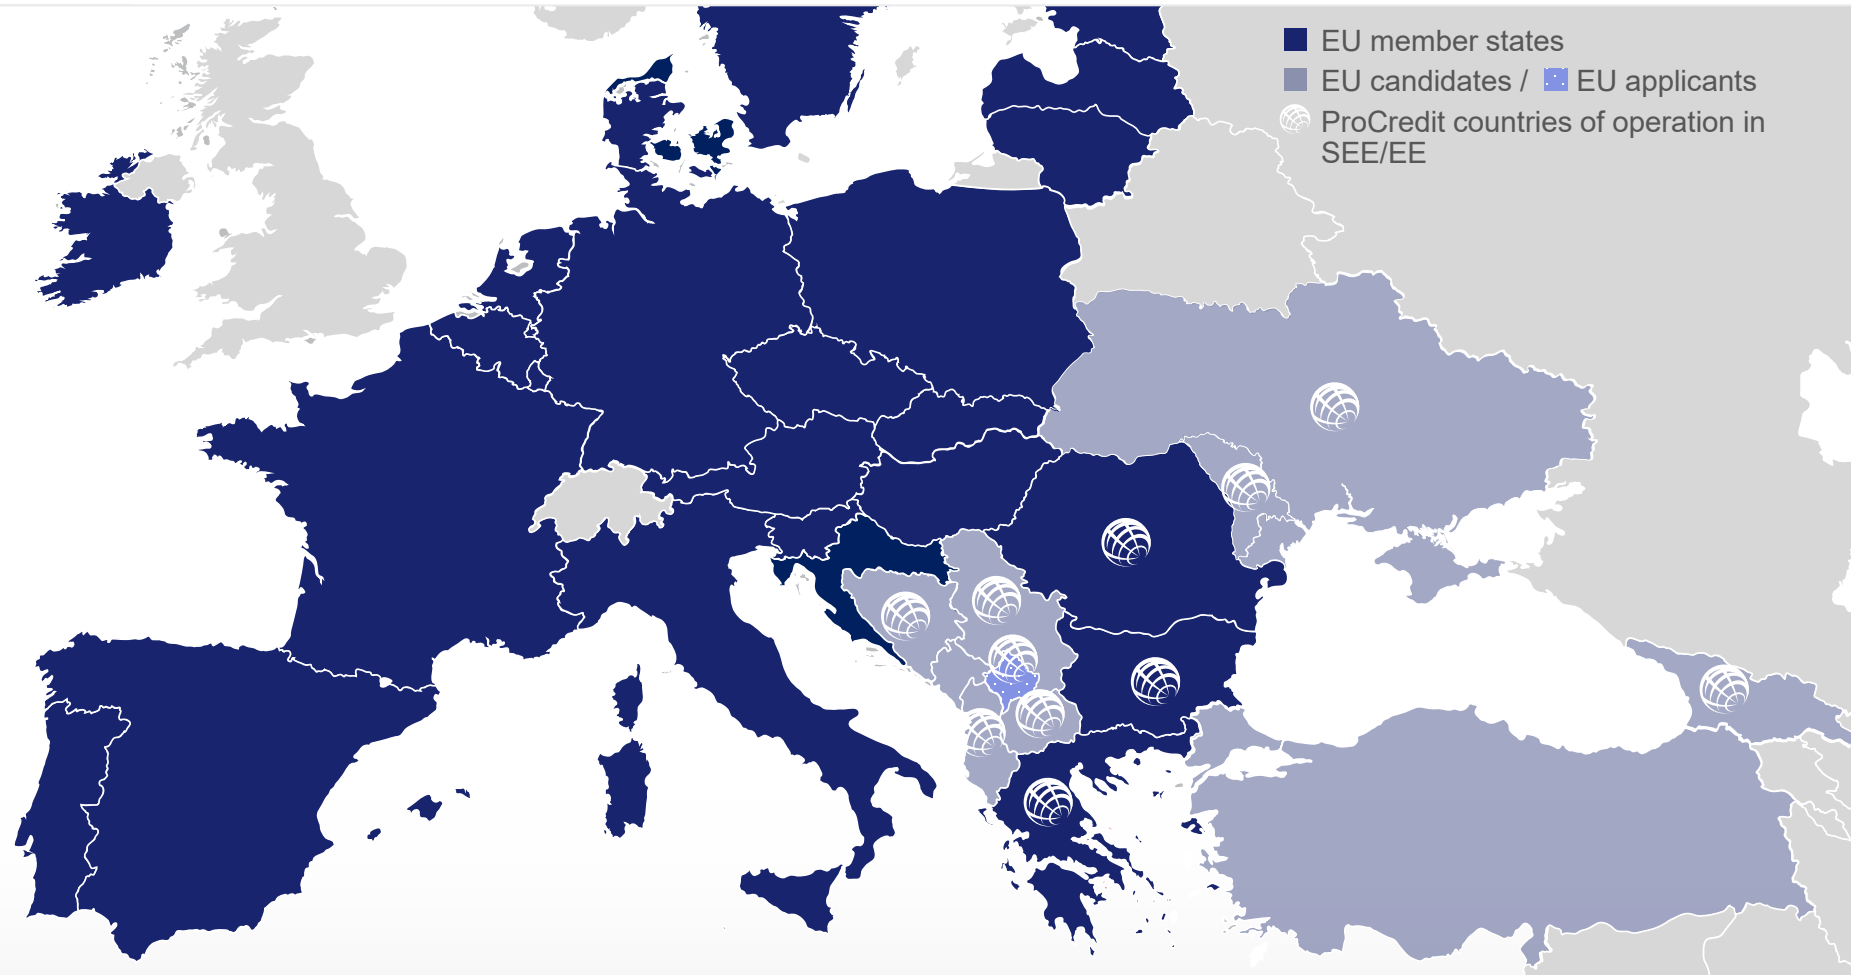 EU member states
EU candidates / EU applicants
ProCredit countries of operation in
SEE/EE